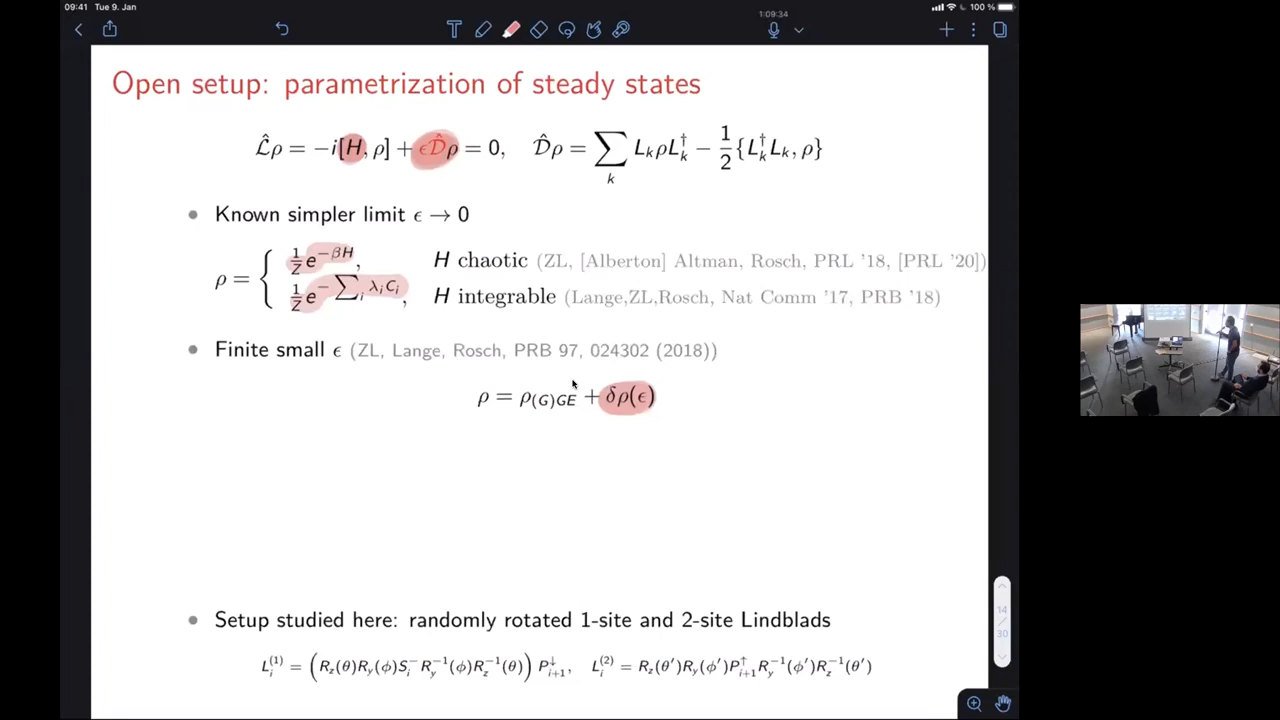 09:41 Tue 9. Jan
100 %
1:09:34
Open setup: parametrization of steady states
ℒ̂ρ = −i[H, ρ] + ϵ𝒟̂ρ = 0, 𝒟̂ρ = ∑_k L_k ρ L_k^† − 1/2 {L_k^† L_k, ρ}
• Known simpler limit ϵ → 0
ρ = { 1/Z e^{−βH}, H chaotic (ZL, [Alberton] Altman, Rosch, PRL '18, [PRL '20])
1/Z e^{−∑_i λ_i C_i}, H integrable (Lange,ZL,Rosch, Nat Comm '17, PRB '18)
• Finite small ϵ (ZL, Lange, Rosch, PRB 97, 024302 (2018))
ρ = ρ_{(G)GE} + δρ(ϵ)
• Setup studied here: randomly rotated 1-site and 2-site Lindblads
L_i^{(1)} = (R_z(θ)R_y(ϕ)S_i^− R_y^{−1}(ϕ)R_z^{−1}(θ)) P_{i+1}^↓, L_i^{(2)} = R_z(θ′)R_y(ϕ′)P_{i+1}^↑ R_y^{−1}(ϕ′)R_z^{−1}(θ′)
14
/
30